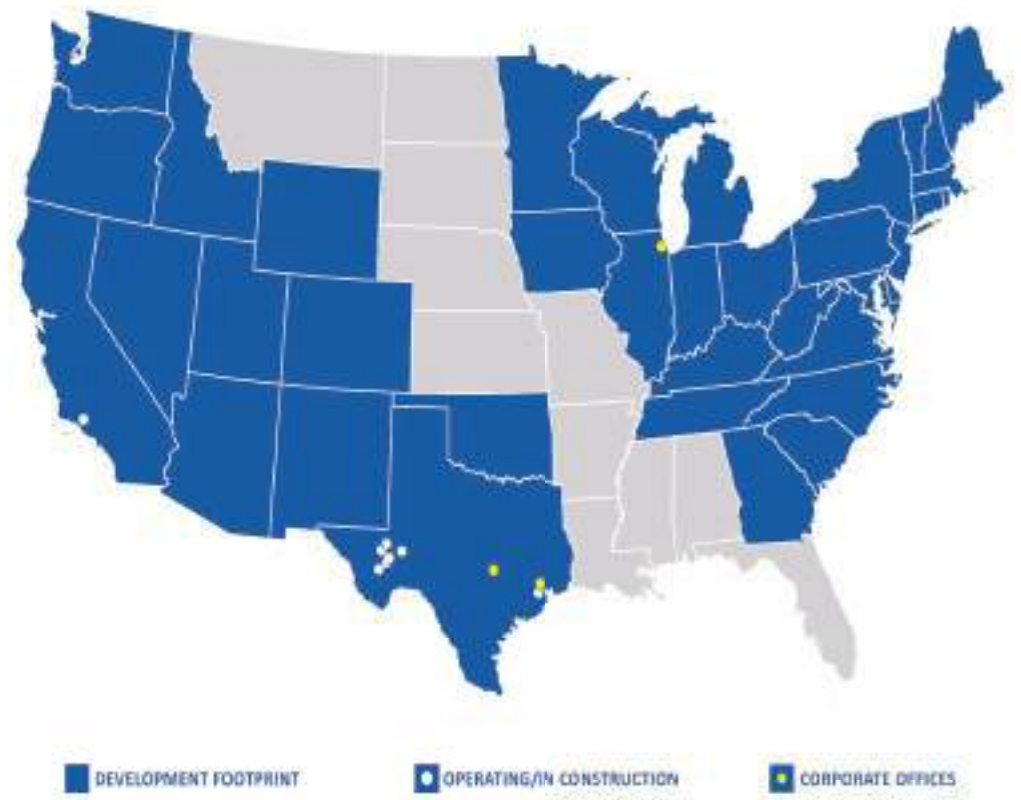 DEVELOPMENT FOOTPRINT
OPERATING/IN CONSTRUCTION
CORPORATE OFFICES